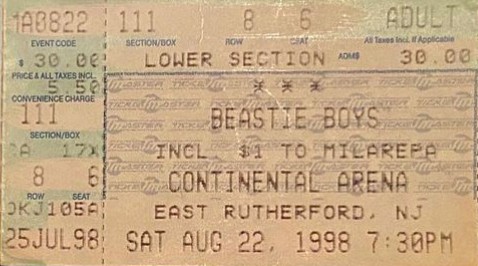 1A0822 111 8 6 ADULT
EVENT CODE SECTION/BOX ROW SEAT All Taxes Incl. If Applicable
$ 30.00 LOWER SECTION ADMS 30.00
PRICE & ALL TAXES INCL.
5.50 * * *
CONVENIENCE CHARGE
111 BEASTIE BOYS
SECTION/BOX
CA 17X INCL. $1 TO MILAREPA
8 6 CONTINENTAL ARENA
ROW SEAT
OKJ105A EAST RUTHERFORD, NJ
25JUL98 SAT AUG 22, 1998 7:30PM